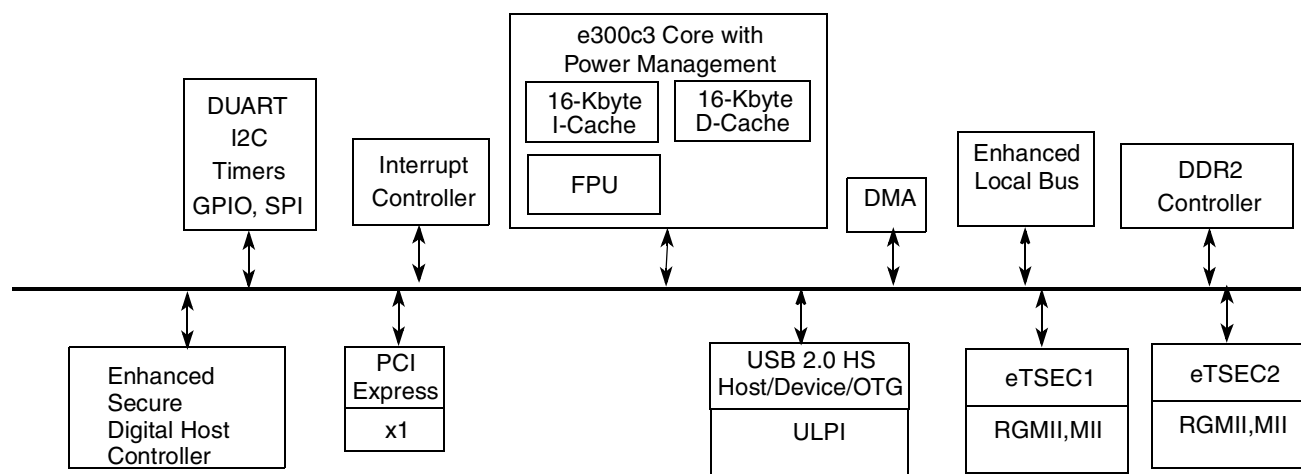 e300c3 Core with
Power Management
16-Kbyte
I-Cache
16-Kbyte
D-Cache
FPU
DUART
I2C
Timers
GPIO, SPI
Interrupt
Controller
DMA
Enhanced
Local Bus
DDR2
Controller
Enhanced
Secure
Digital Host
Controller
PCI
Express
x1
USB 2.0 HS
Host/Device/OTG
ULPI
eTSEC1
RGMII,MII
eTSEC2
RGMII,MII